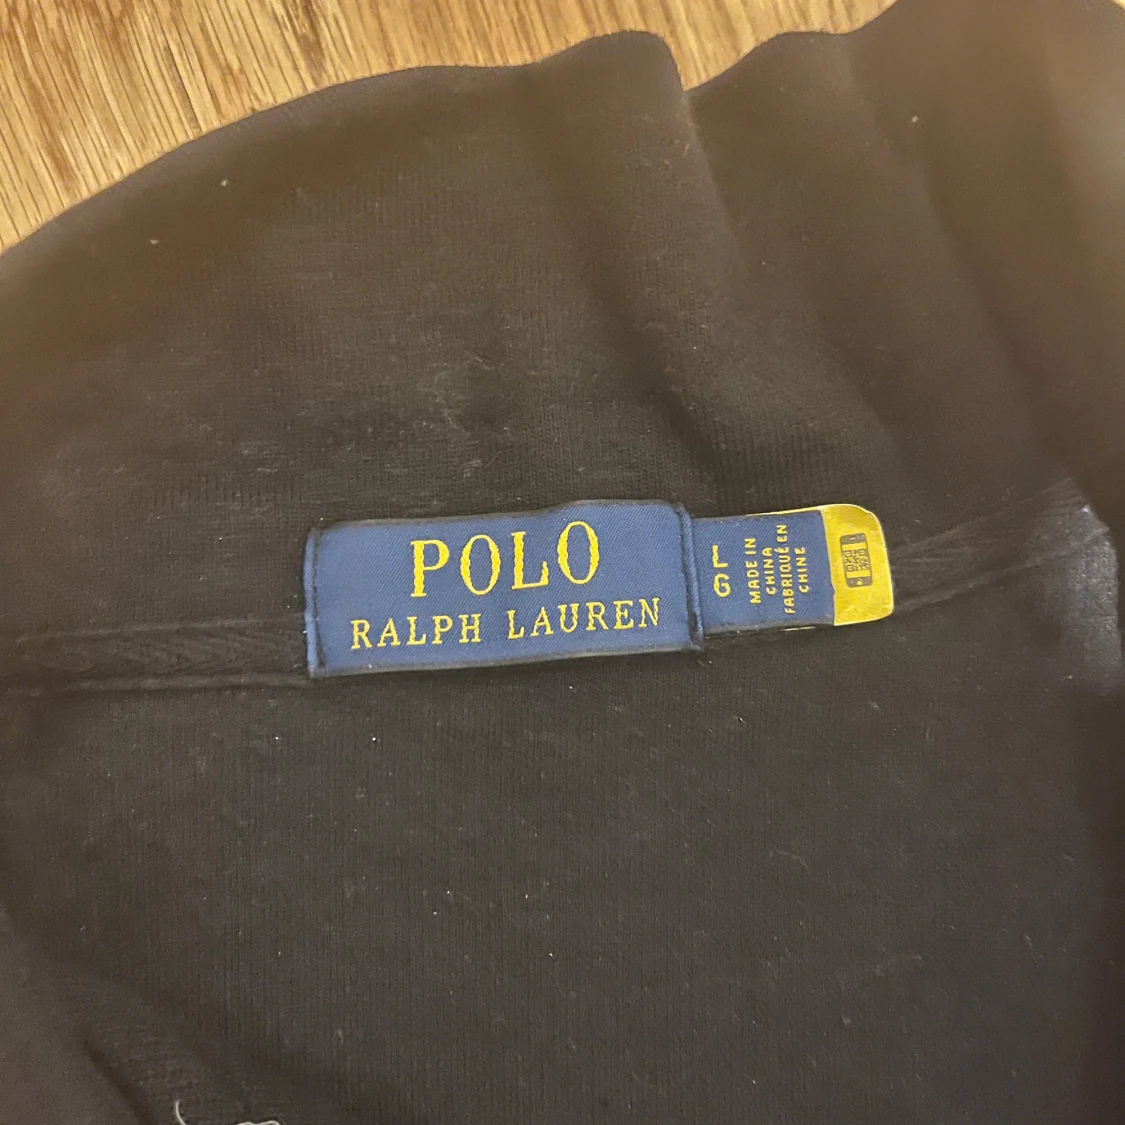 POLO
RALPH LAUREN
L
G
MADE IN
CHINA
FABRIQUÉ EN
CHINE